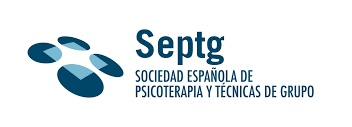 Septg
SOCIEDAD ESPAÑOLA DE
PSICOTERAPIA Y TÉCNICAS DE GRUPO